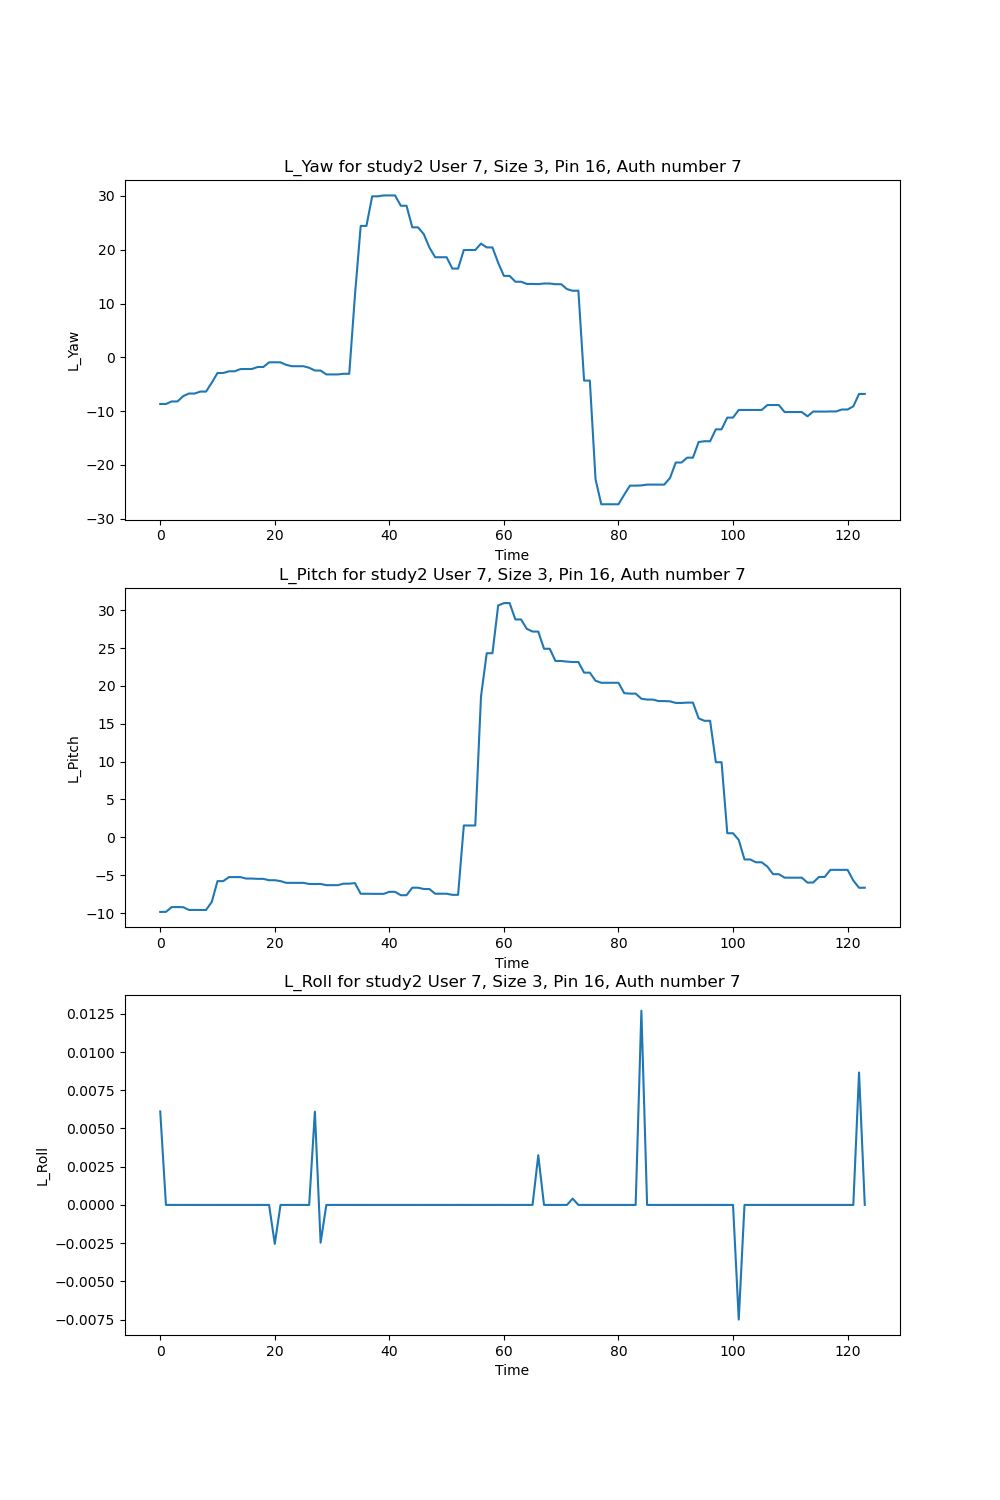 L_Yaw for study2 User 7, Size 3, Pin 16, Auth number 7
30
20
10
0
−10
−20
−30
L_Yaw
0 20 40 60 80 100 120
Time
L_Pitch for study2 User 7, Size 3, Pin 16, Auth number 7
30
25
20
15
10
5
0
−5
−10
L_Pitch
0 20 40 60 80 100 120
Time
L_Roll for study2 User 7, Size 3, Pin 16, Auth number 7
0.0125
0.0100
0.0075
0.0050
0.0025
0.0000
−0.0025
−0.0050
−0.0075
L_Roll
0 20 40 60 80 100 120
Time